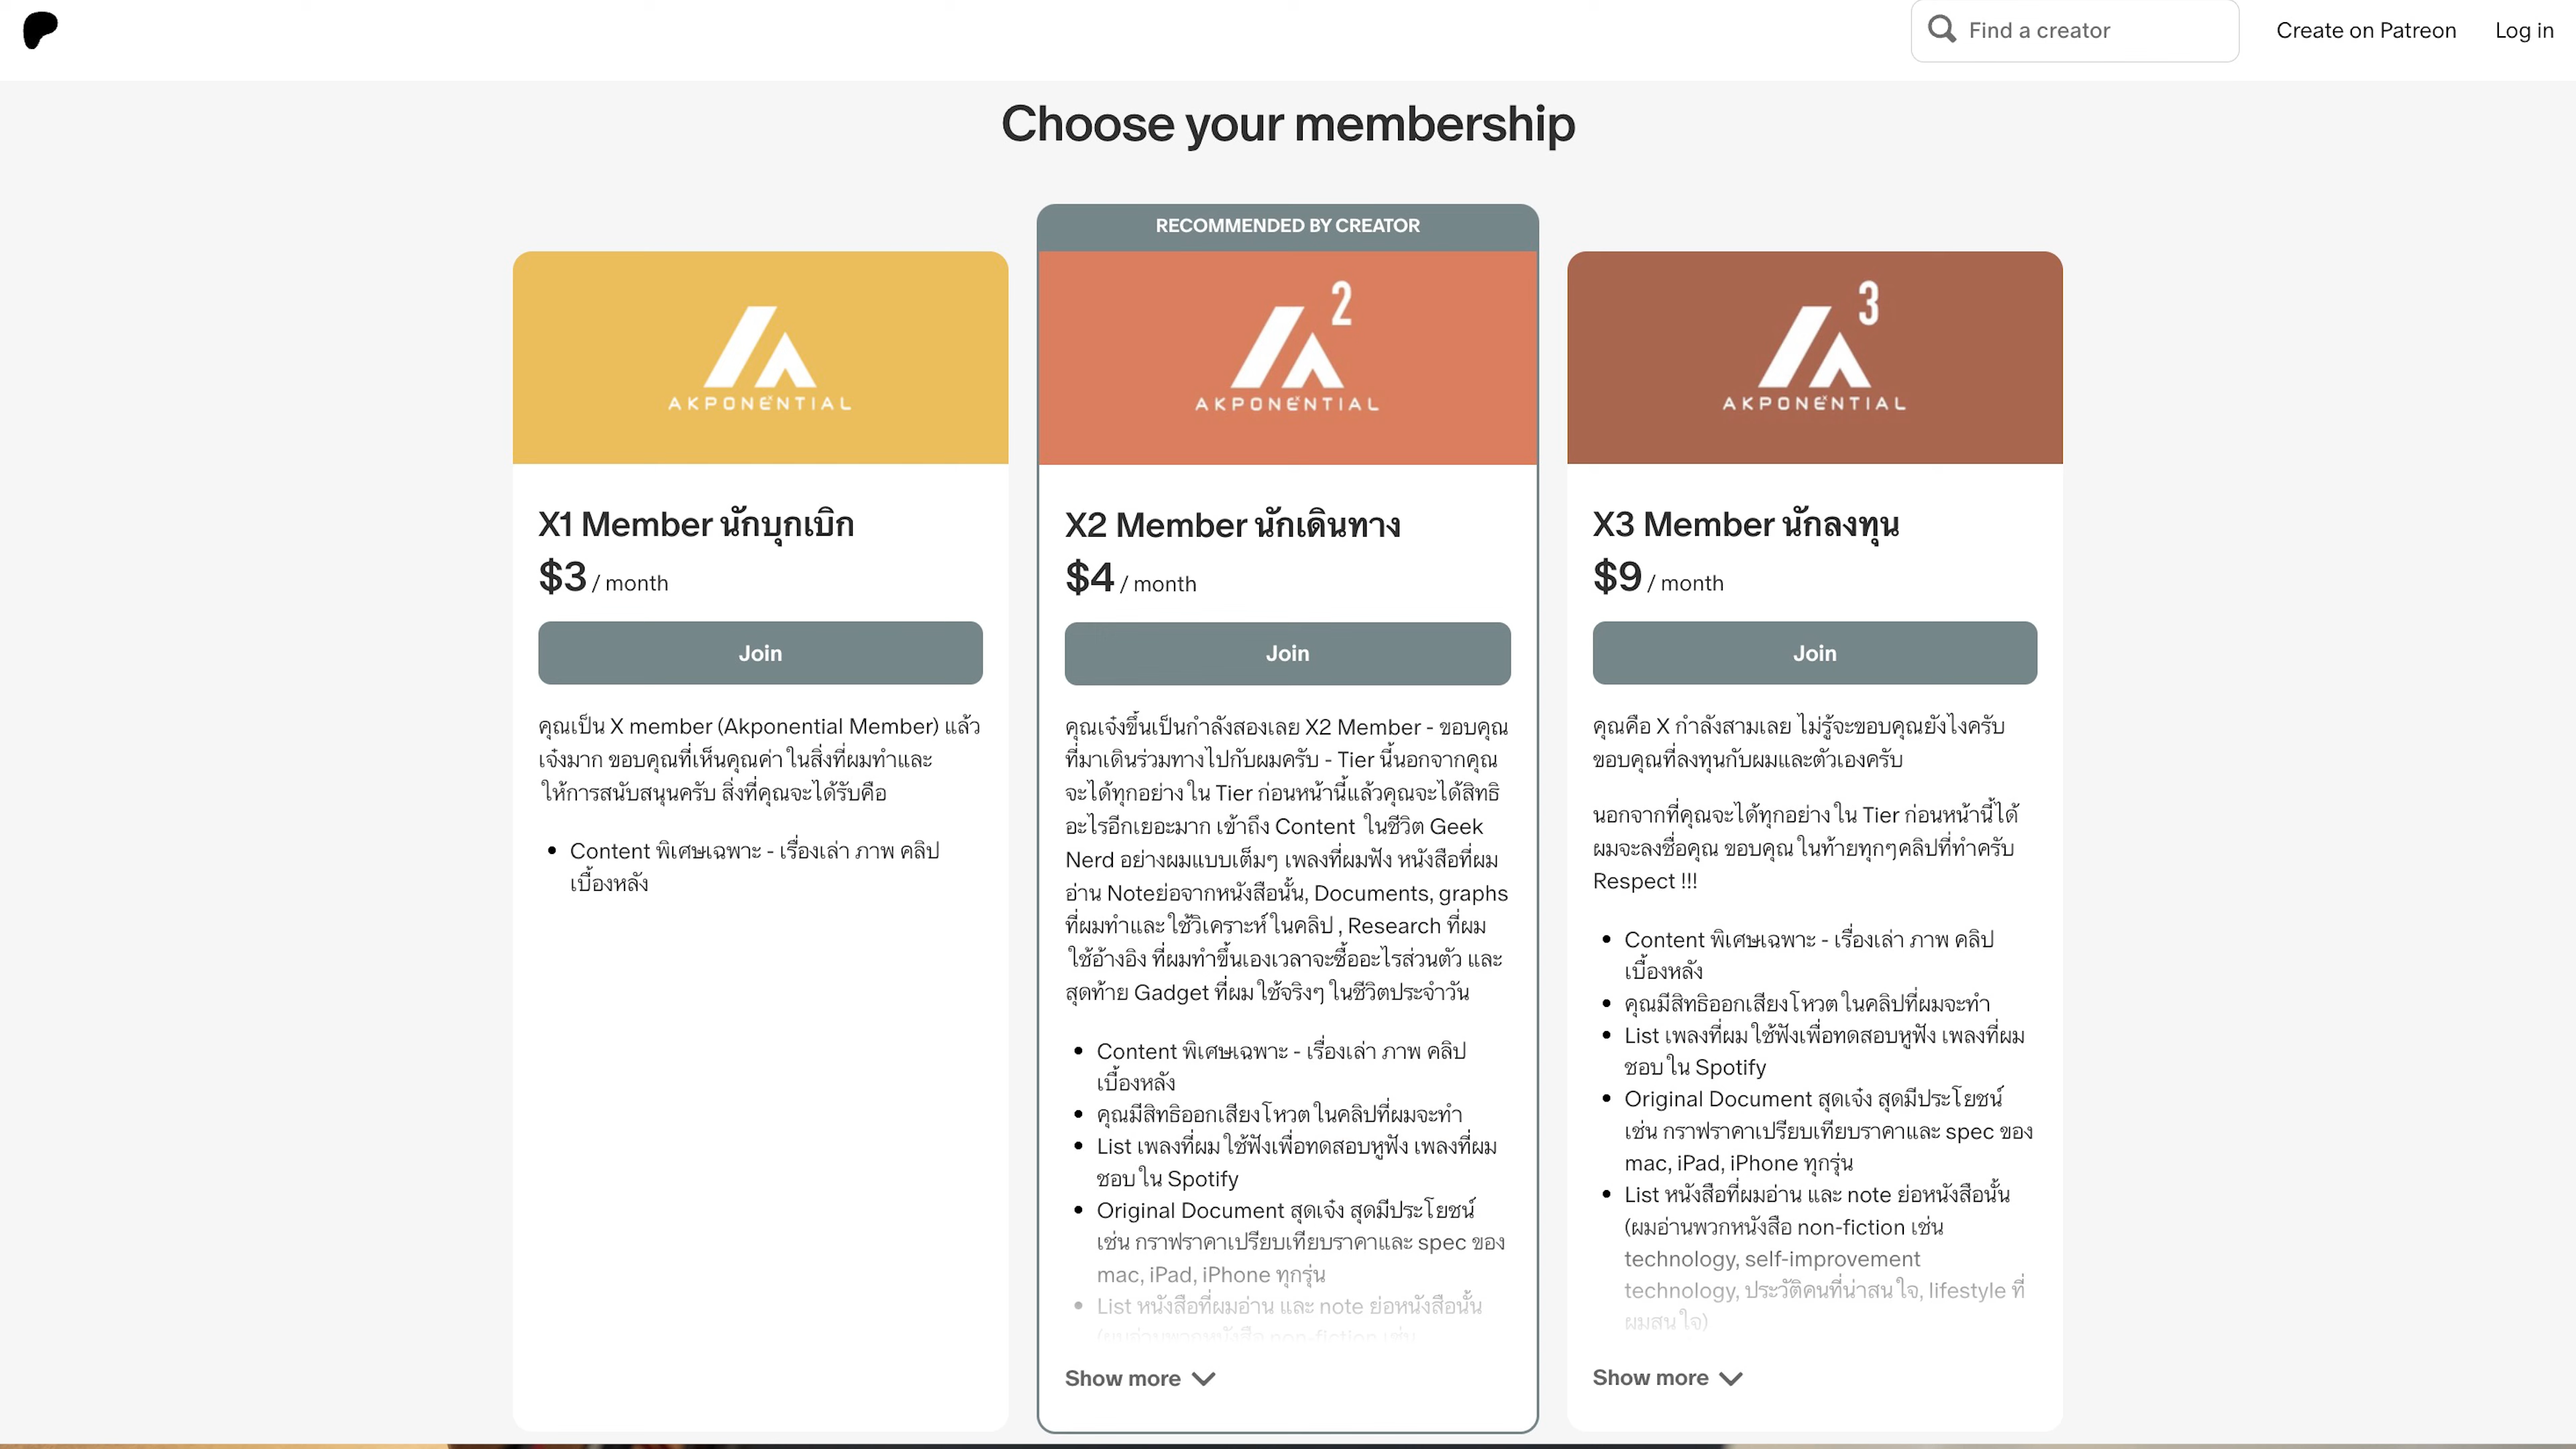 Find a creator
Create on Patreon
Log in
Choose your membership
RECOMMENDED BY CREATOR
AKPONENTIAL
X1 Member นักบุกเบิก
$3 / month
Join
คุณเป็น X member (Akponential Member) แล้ว
เจ๋งมาก ขอบคุณที่เห็นคุณค่า ในสิ่งที่ผมทำและ
ให้การสนับสนุนครับ สิ่งที่คุณจะได้รับคือ
• Content พิเศษเฉพาะ - เรื่องเล่า ภาพ คลิป
เบื้องหลัง
2
AKPONENTIAL
X2 Member นักเดินทาง
$4 / month
Join
คุณเจ๋งขึ้นเป็นกำลังสองเลย X2 Member - ขอบคุณ
ที่มาเดินร่วมทางไปกับผมครับ - Tier นี้นอกจากคุณ
จะได้ทุกอย่าง ใน Tier ก่อนหน้านี้แล้วคุณจะได้สิทธิ
อะไรอีกเยอะมาก เข้าถึง Content ในชีวิต Geek
Nerd อย่างผมแบบเต็มๆ เพลงที่ผมฟัง หนังสือที่ผม
อ่าน Noteย่อจากหนังสือนั้น, Documents, graphs
ที่ผมทำและ ใช้วิเคราะห์ ในคลิป , Research ที่ผม
ใช้อ้างอิง ที่ผมทำขึ้นเองเวลาจะซื้ออะไรส่วนตัว และ
สุดท้าย Gadget ที่ผม ใช้จริงๆ ในชีวิตประจำวัน
• Content พิเศษเฉพาะ - เรื่องเล่า ภาพ คลิป
เบื้องหลัง
• คุณมีสิทธิออกเสียงโหวต ในคลิปที่ผมจะทำ
• List เพลงที่ผม ใช้ฟังเพื่อทดสอบหูฟัง เพลงที่ผม
ชอบ ใน Spotify
• Original Document สุดเจ๋ง สุดมีประโยชน์
เช่น กราฟราคาเปรียบเทียบราคาและ spec ของ
mac, iPad, iPhone ทุกรุ่น
• List หนังสือที่ผมอ่าน และ note ย่อหนังสือนั้น
(ผมอ่านพวกหนังสือ non-fiction เช่น
Show more
3
AKPONENTIAL
X3 Member นักลงทุน
$9 / month
Join
คุณคือ X กำลังสามเลย ไม่รู้จะขอบคุณยังไงครับ
ขอบคุณที่ลงทุนกับผมและตัวเองครับ
นอกจากที่คุณจะได้ทุกอย่าง ใน Tier ก่อนหน้านี้ได้
ผมจะลงชื่อคุณ ขอบคุณ ในท้ายทุกๆคลิปที่ทำครับ
Respect !!!
• Content พิเศษเฉพาะ - เรื่องเล่า ภาพ คลิป
เบื้องหลัง
• คุณมีสิทธิออกเสียงโหวต ในคลิปที่ผมจะทำ
• List เพลงที่ผม ใช้ฟังเพื่อทดสอบหูฟัง เพลงที่ผม
ชอบ ใน Spotify
• Original Document สุดเจ๋ง สุดมีประโยชน์
เช่น กราฟราคาเปรียบเทียบราคาและ spec ของ
mac, iPad, iPhone ทุกรุ่น
• List หนังสือที่ผมอ่าน และ note ย่อหนังสือนั้น
(ผมอ่านพวกหนังสือ non-fiction เช่น
technology, self-improvement
technology, ประวัติคนที่น่าสนใจ, lifestyle ที่
ผมสนใจ)
Show more